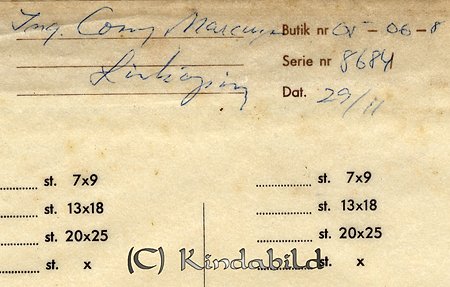 Ing. Conny Marcus Butik nr 05-06-8
Linköping Serie nr 8684
Dat. 29/11
st. 7x9 st. 7x9
st. 13x18 st. 13x18
st. 20x25 st. 20x25
st. x st. x
(C) Kindabild